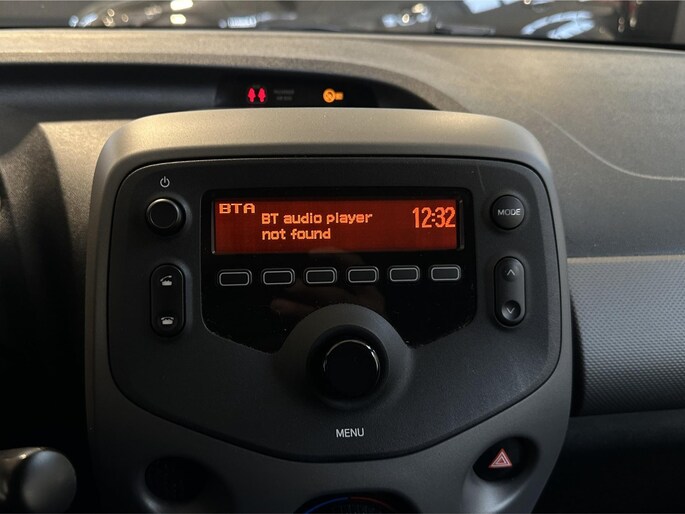 BTA
BT audio player
not found
12:32
MODE
MENU